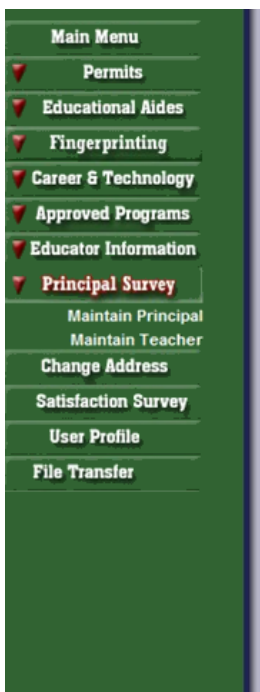 Main Menu
Permits
Educational Aides
Fingerprinting
Career & Technology
Approved Programs
Educator Information
Principal Survey
Maintain Principal
Maintain Teacher
Change Address
Satisfaction Survey
User Profile
File Transfer